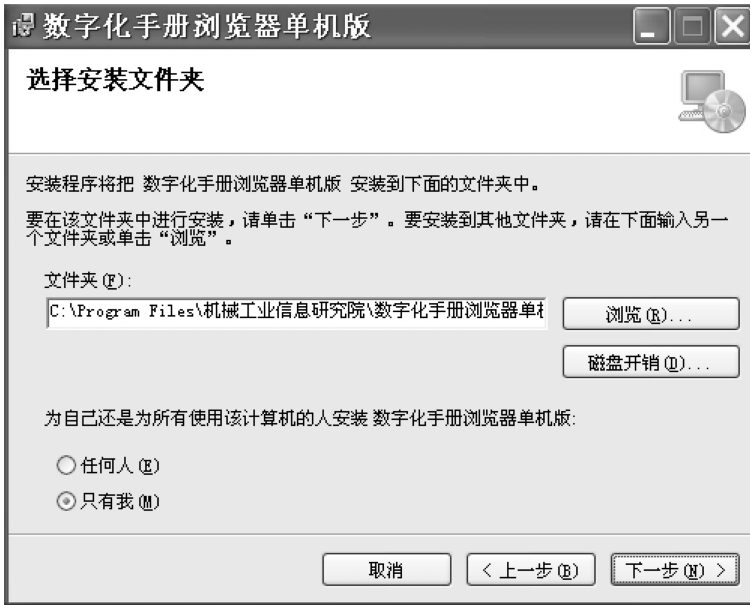 数字化手册浏览器单机版
选择安装文件夹
安装程序将把 数字化手册浏览器单机版 安装到下面的文件夹中。
要在该文件夹中进行安装，请单击“下一步”。要安装到其他文件夹，请在下面输入另一
个文件夹或单击“浏览”。
文件夹(F):
C:\Program Files\机械工业信息研究院\数字化手册浏览器单机
浏览(R)...
磁盘开销(D)...
为自己还是为所有使用该计算机的人安装 数字化手册浏览器单机版:
任何人(E)
只有我(M)
取消
< 上一步(B)
下一步(N) >